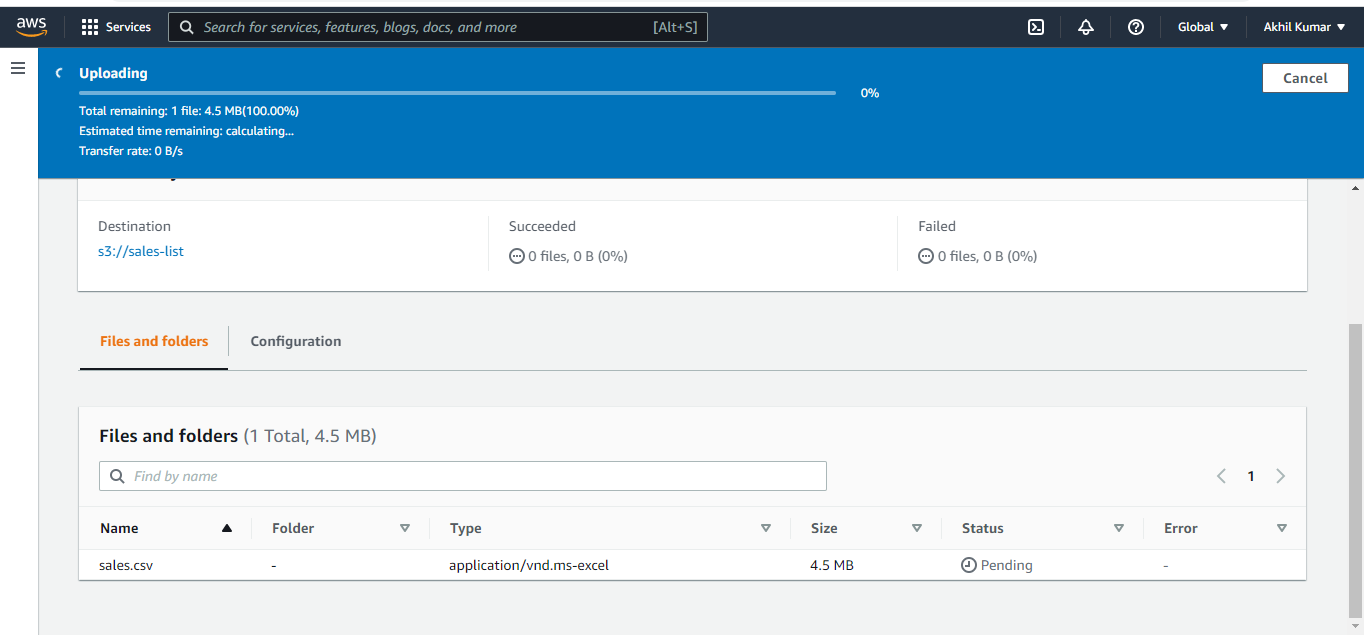 aws Services Search for services, features, blogs, docs, and more [Alt+S] Global Akhil Kumar
Uploading
Cancel
0%
Total remaining: 1 file: 4.5 MB(100.00%)
Estimated time remaining: calculating...
Transfer rate: 0 B/s
Destination Succeeded Failed
s3://sales-list 0 files, 0 B (0%) 0 files, 0 B (0%)
Files and folders Configuration
Files and folders (1 Total, 4.5 MB)
Find by name 1
Name Folder Type Size Status Error
sales.csv - application/vnd.ms-excel 4.5 MB Pending -